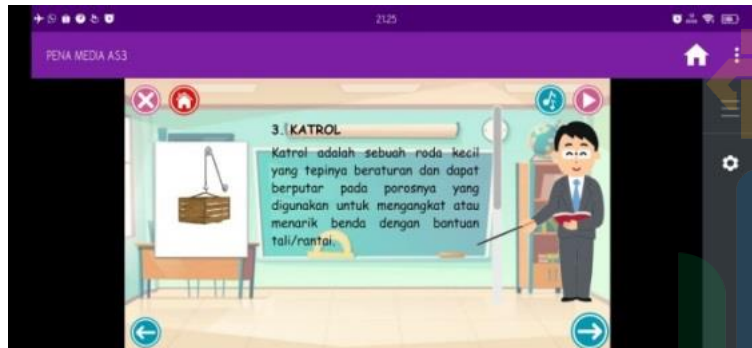 21.25
PENA MEDIA AS3
3. KATROL
Katrol adalah sebuah roda kecil
yang tepinya beraturan dan dapat
berputar pada porosnya yang
digunakan untuk mengangkat atau
menarik benda dengan bantuan
tali/rantai.